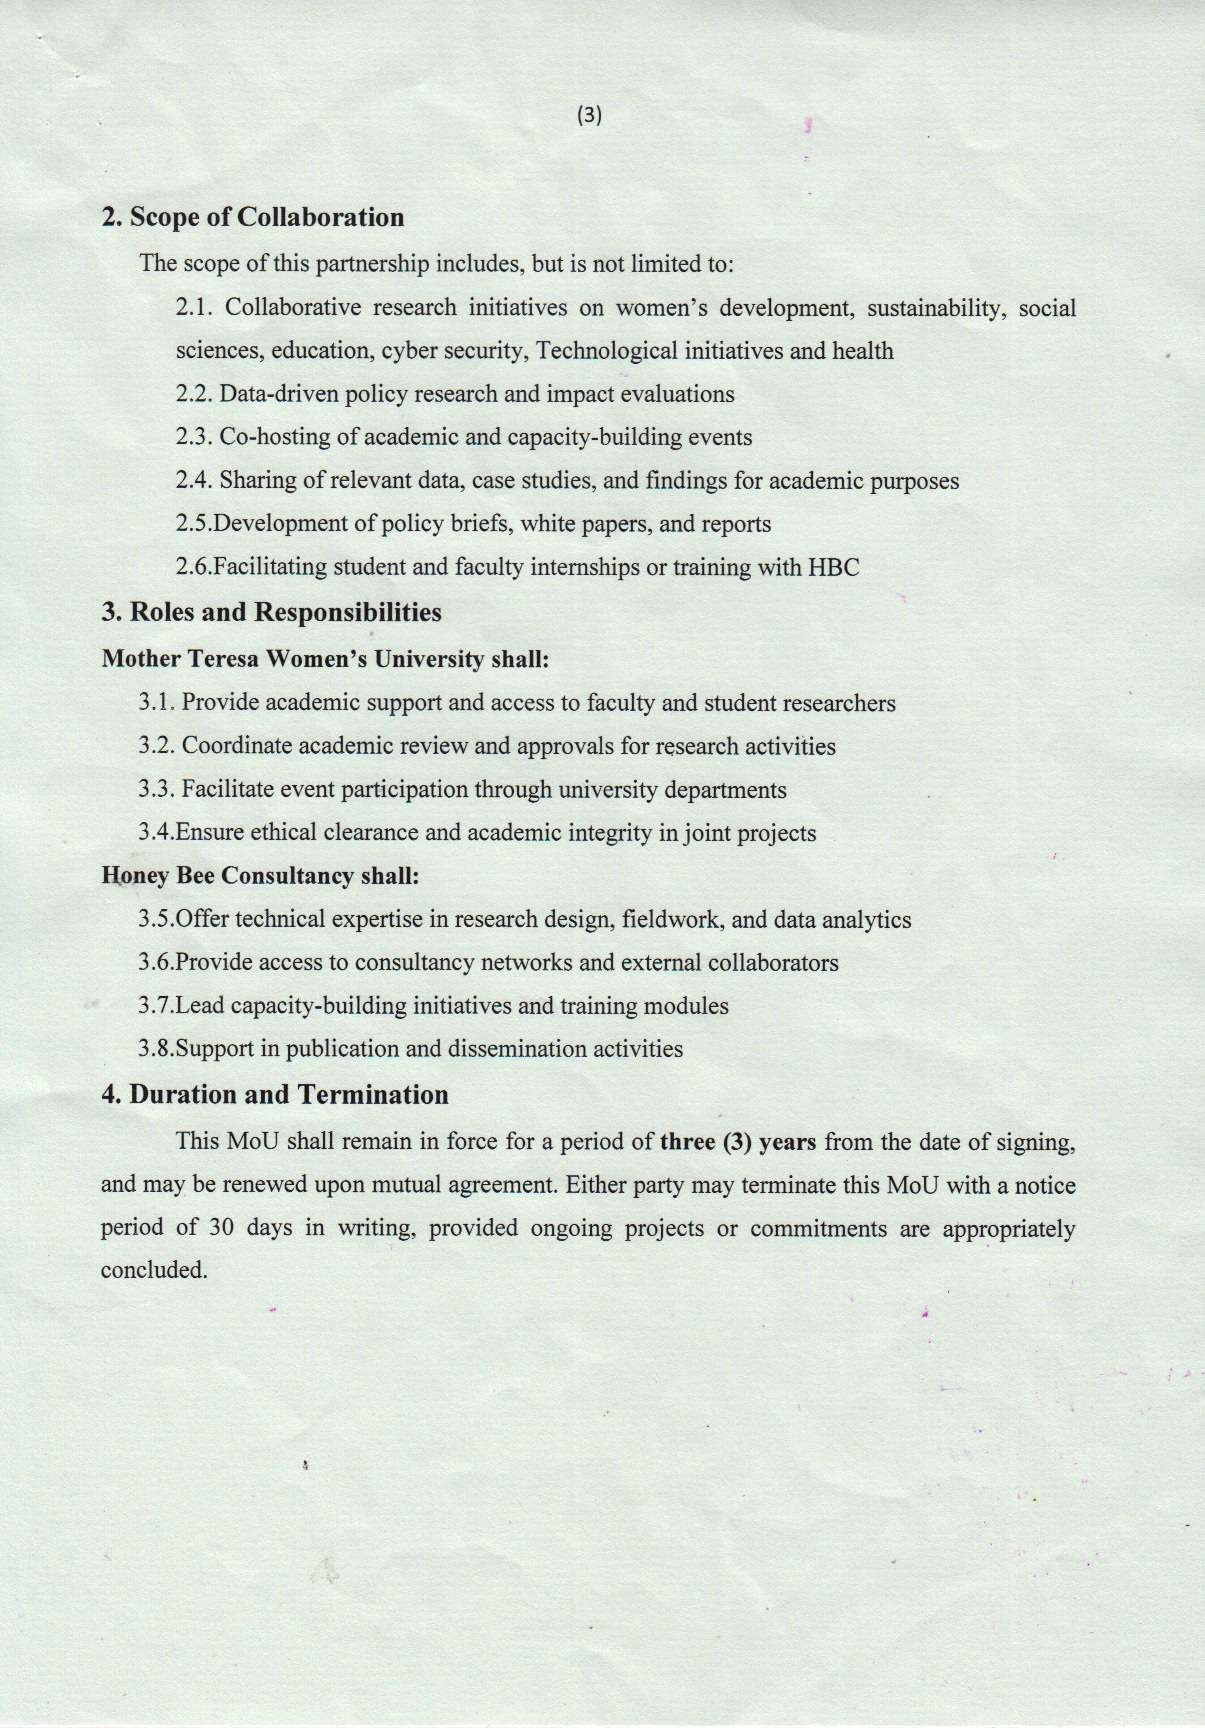 (3)
2. Scope of Collaboration
The scope of this partnership includes, but is not limited to:
2.1. Collaborative research initiatives on women’s development, sustainability, social
sciences, education, cyber security, Technological initiatives and health
2.2. Data-driven policy research and impact evaluations
2.3. Co-hosting of academic and capacity-building events
2.4. Sharing of relevant data, case studies, and findings for academic purposes
2.5.Development of policy briefs, white papers, and reports
2.6.Facilitating student and faculty internships or training with HBC
3. Roles and Responsibilities
Mother Teresa Women’s University shall:
3.1. Provide academic support and access to faculty and student researchers
3.2. Coordinate academic review and approvals for research activities
3.3. Facilitate event participation through university departments
3.4.Ensure ethical clearance and academic integrity in joint projects
Honey Bee Consultancy shall:
3.5.Offer technical expertise in research design, fieldwork, and data analytics
3.6.Provide access to consultancy networks and external collaborators
3.7.Lead capacity-building initiatives and training modules
3.8.Support in publication and dissemination activities
4. Duration and Termination
This MoU shall remain in force for a period of three (3) years from the date of signing,
and may be renewed upon mutual agreement. Either party may terminate this MoU with a notice
period of 30 days in writing, provided ongoing projects or commitments are appropriately
concluded.